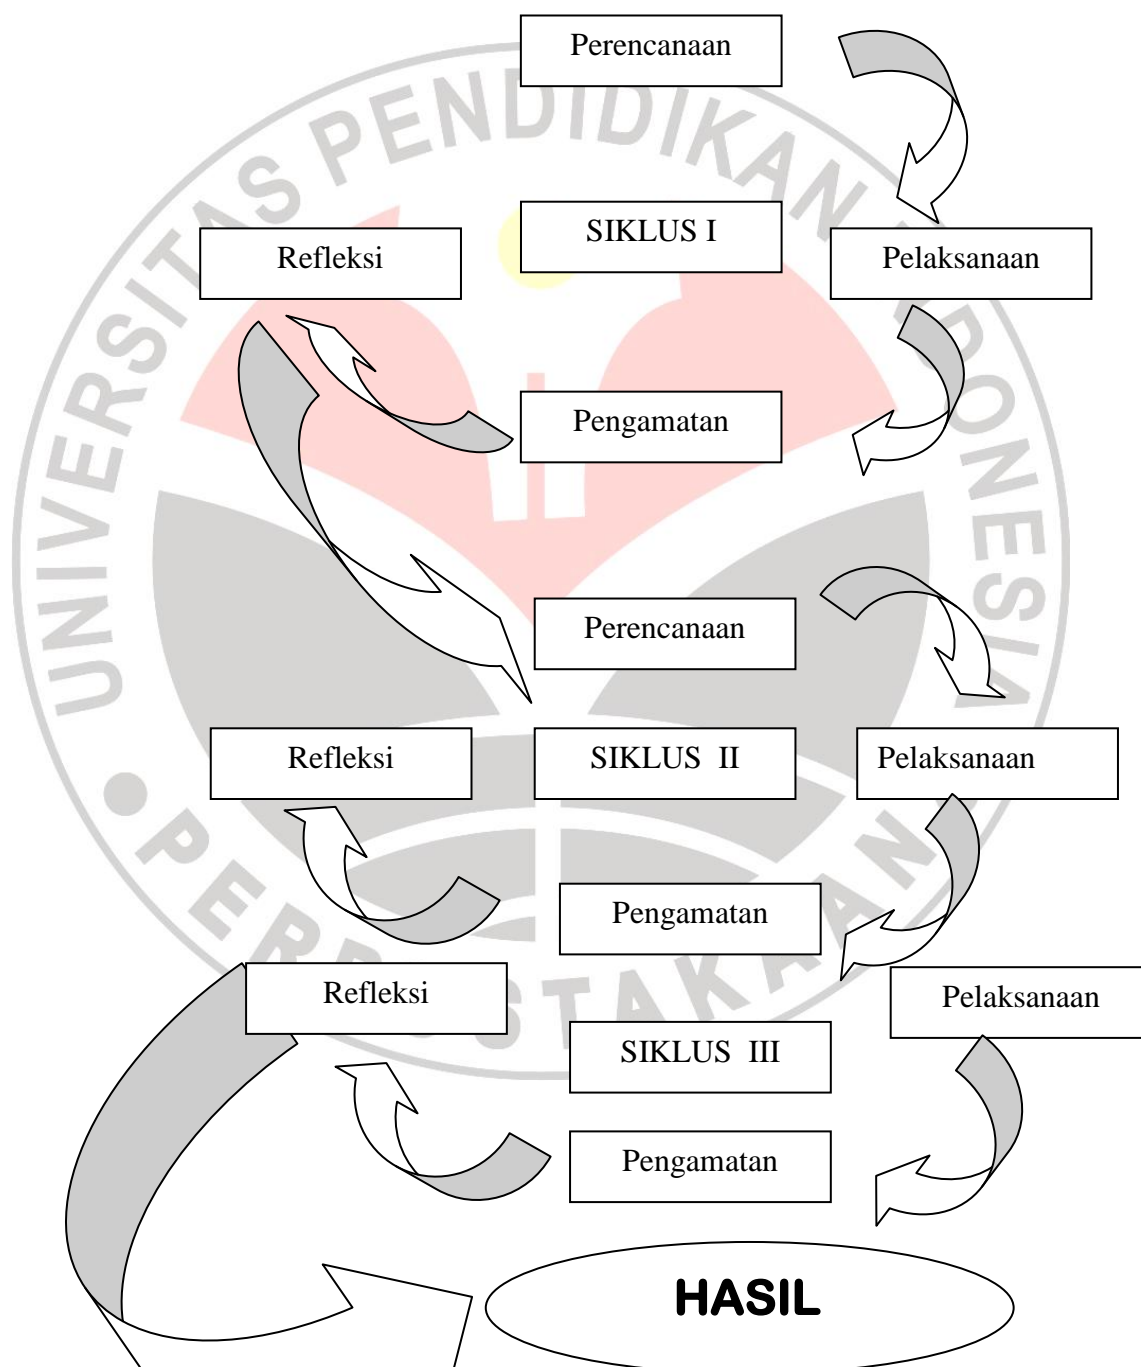 Perencanaan
SIKLUS I
Refleksi
Pelaksanaan
Pengamatan
Perencanaan
Refleksi
SIKLUS  II
Pelaksanaan
Pengamatan
Refleksi
Pelaksanaan
SIKLUS  III
Pengamatan
HASIL
UNIVERSITAS PENDIDIKAN INDONESIA
PERPUSTAKAAN